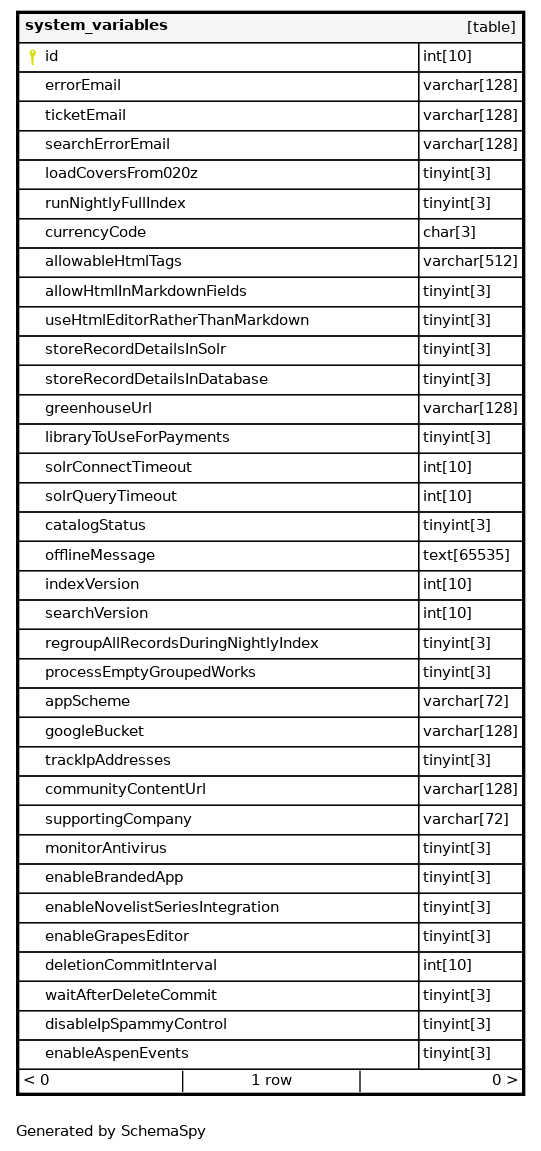 system_variables [table]
id int[10]
errorEmail varchar[128]
ticketEmail varchar[128]
searchErrorEmail varchar[128]
loadCoversFrom020z tinyint[3]
runNightlyFullIndex tinyint[3]
currencyCode char[3]
allowableHtmlTags varchar[512]
allowHtmlInMarkdownFields tinyint[3]
useHtmlEditorRatherThanMarkdown tinyint[3]
storeRecordDetailsInSolr tinyint[3]
storeRecordDetailsInDatabase tinyint[3]
greenhouseUrl varchar[128]
libraryToUseForPayments tinyint[3]
solrConnectTimeout int[10]
solrQueryTimeout int[10]
catalogStatus tinyint[3]
offlineMessage text[65535]
indexVersion int[10]
searchVersion int[10]
regroupAllRecordsDuringNightlyIndex tinyint[3]
processEmptyGroupedWorks tinyint[3]
appScheme varchar[72]
googleBucket varchar[128]
trackIpAddresses tinyint[3]
communityContentUrl varchar[128]
supportingCompany varchar[72]
monitorAntivirus tinyint[3]
enableBrandedApp tinyint[3]
enableNovelistSeriesIntegration tinyint[3]
enableGrapesEditor tinyint[3]
deletionCommitInterval int[10]
waitAfterDeleteCommit tinyint[3]
disableIpSpammyControl tinyint[3]
enableAspenEvents tinyint[3]
< 0 1 row 0 >
Generated by SchemaSpy